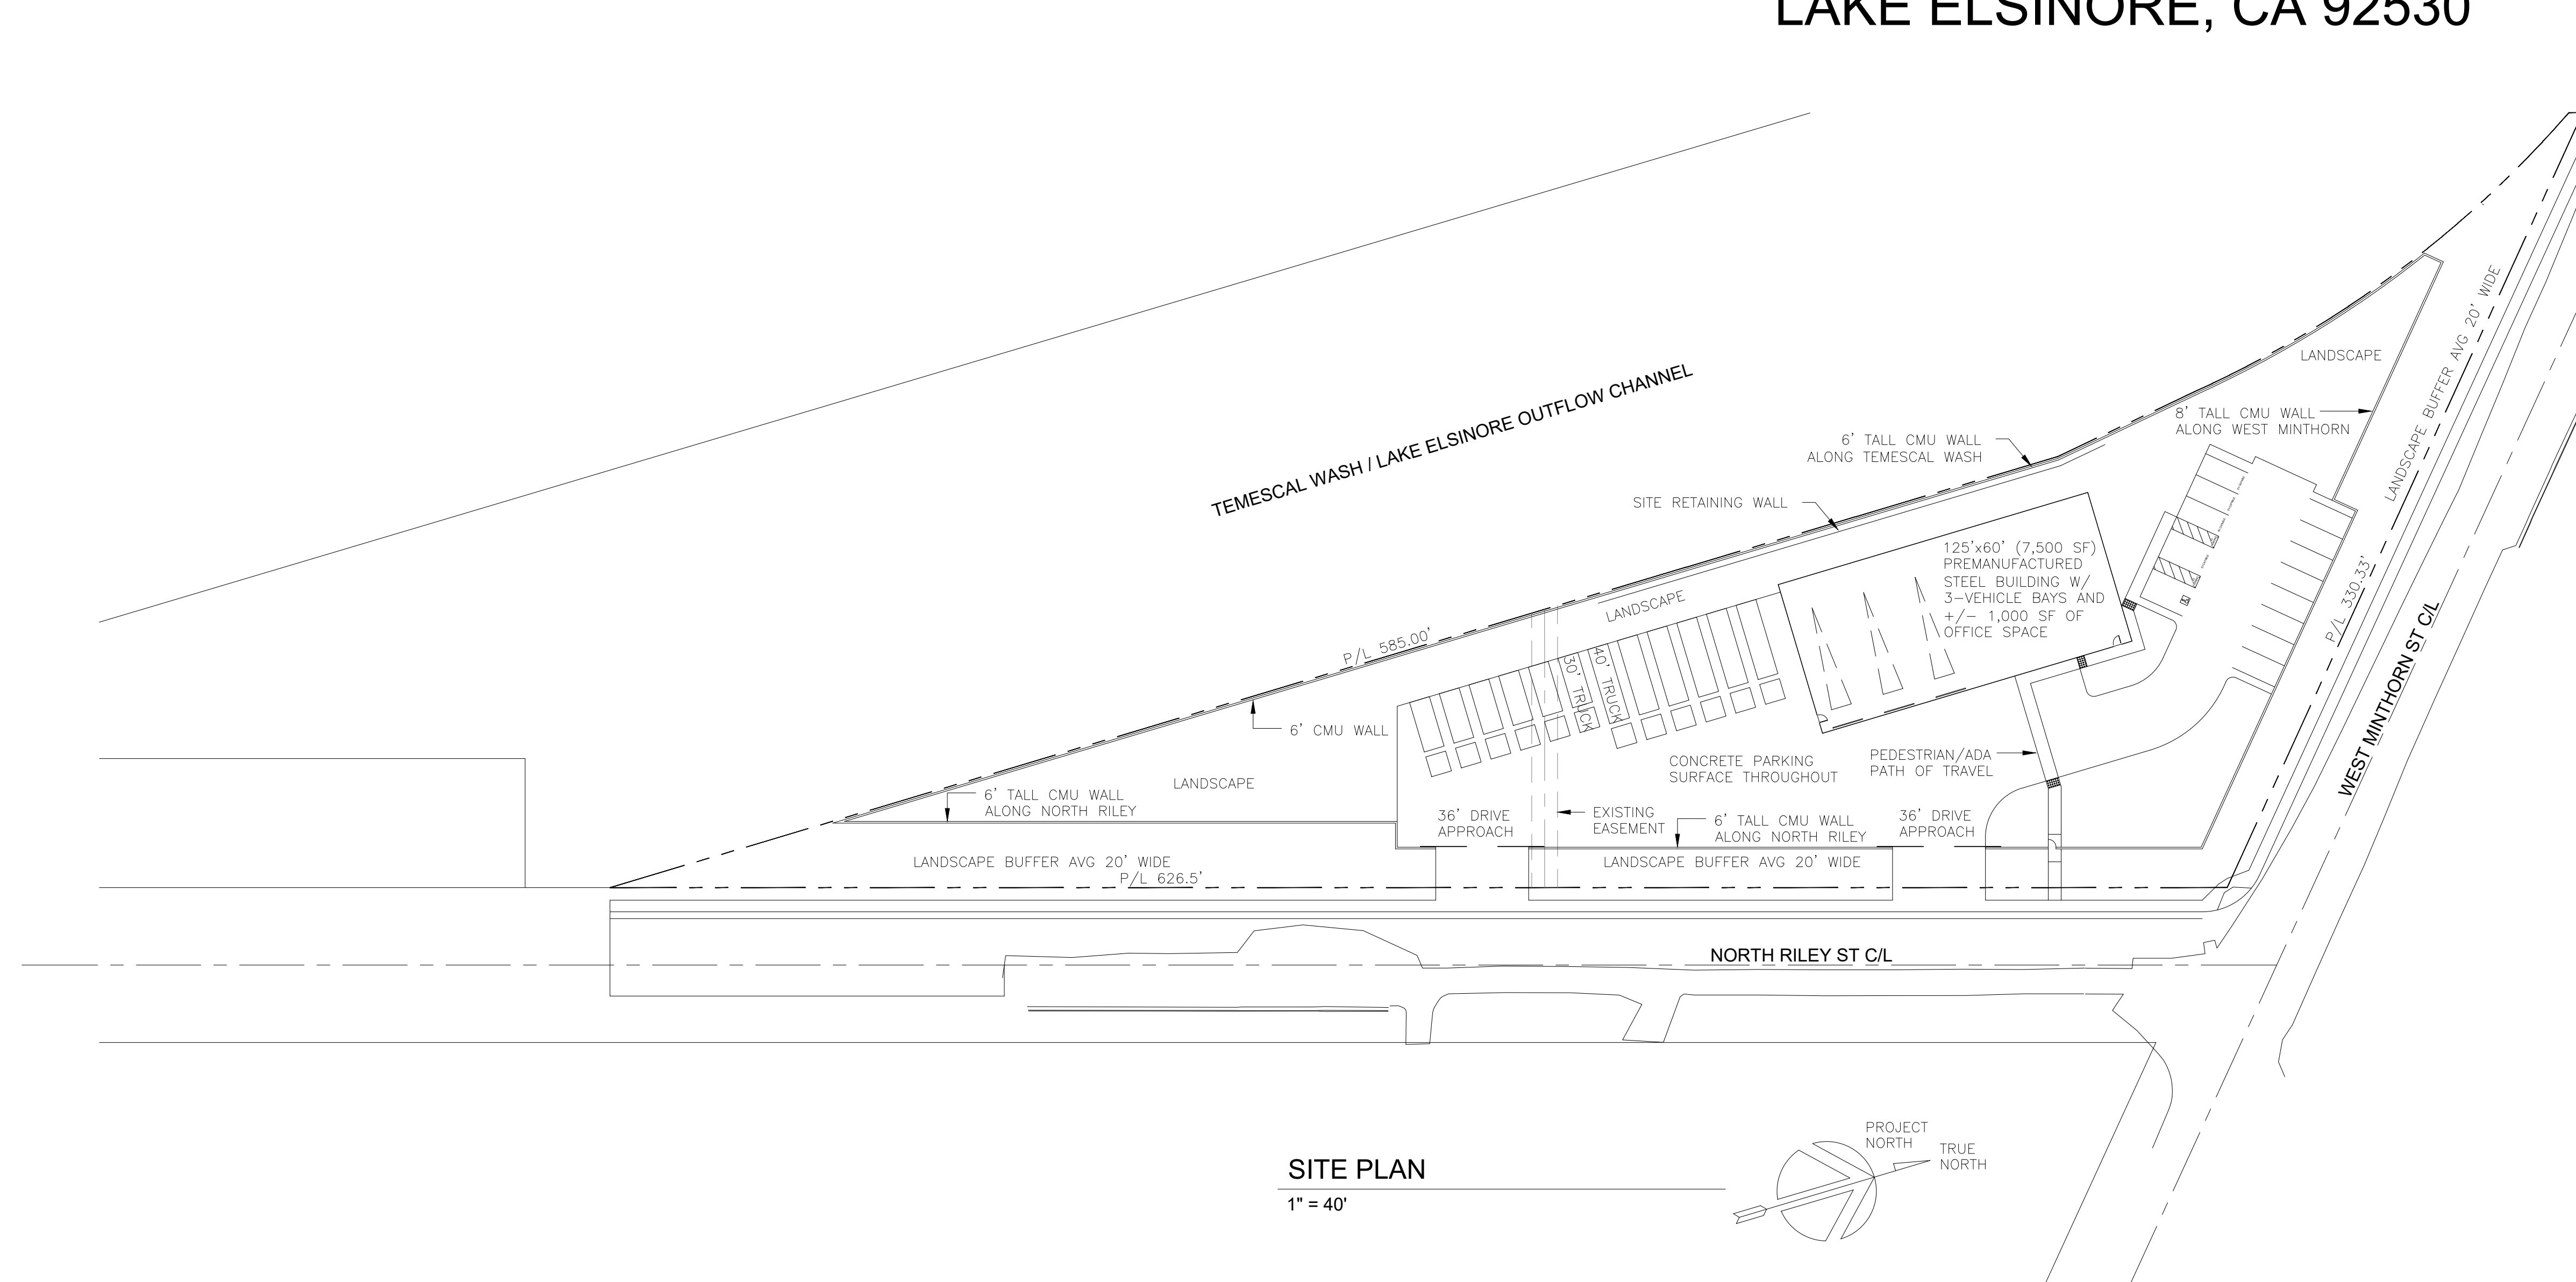 LAKE ELSINORE, CA 92530
TEMESCAL WASH / LAKE ELSINORE OUTFLOW CHANNEL
LANDSCAPE
LANDSCAPE BUFFER AVG 20' WIDE
8' TALL CMU WALL
ALONG WEST MINTHORN
6' TALL CMU WALL
ALONG TEMESCAL WASH
SITE RETAINING WALL
125'x60' (7,500 SF)
PREMANUFACTURED
STEEL BUILDING W/
3-VEHICLE BAYS AND
+/- 1,000 SF OF
OFFICE SPACE
P/L 330.33'
WEST MINTHORN ST C/L
LANDSCAPE
P/L 585.00'
30' TRUCK
40' TRUCK
6' CMU WALL
CONCRETE PARKING
SURFACE THROUGHOUT
PEDESTRIAN/ADA
PATH OF TRAVEL
LANDSCAPE
6' TALL CMU WALL
ALONG NORTH RILEY
36' DRIVE
APPROACH
EXISTING
EASEMENT
6' TALL CMU WALL
ALONG NORTH RILEY
36' DRIVE
APPROACH
LANDSCAPE BUFFER AVG 20' WIDE
P/L 626.5'
LANDSCAPE BUFFER AVG 20' WIDE
NORTH RILEY ST C/L
SITE PLAN
1" = 40'
PROJECT
NORTH
TRUE
NORTH